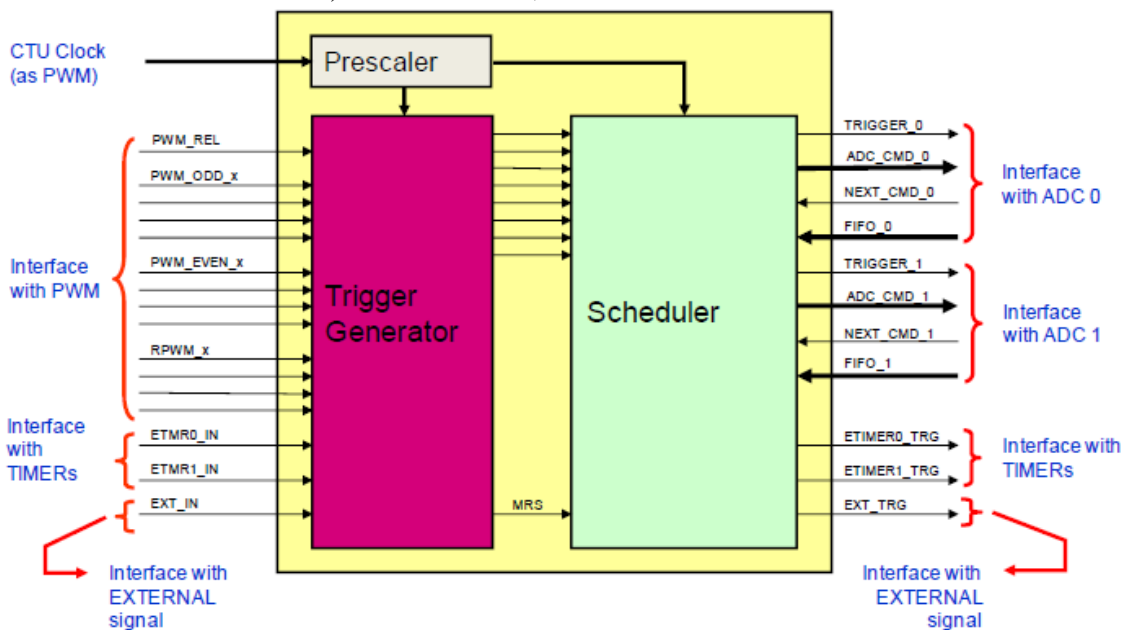 CTU Clock
(as PWM)
Prescaler
PWM_REL
PWM_ODD_x
PWM_EVEN_x
RPWM_x
Interface
with PWM
Interface
with
TIMERs
ETMR0_IN
ETMR1_IN
EXT_IN
Interface with
EXTERNAL
signal
Trigger
Generator
MRS
Scheduler
TRIGGER_0
ADC_CMD_0
NEXT_CMD_0
FIFO_0
Interface
with ADC 0
TRIGGER_1
ADC_CMD_1
NEXT_CMD_1
FIFO_1
Interface
with ADC 1
ETIMER0_TRG
ETIMER1_TRG
Interface with
TIMERs
EXT_TRG
Interface with
EXTERNAL
signal